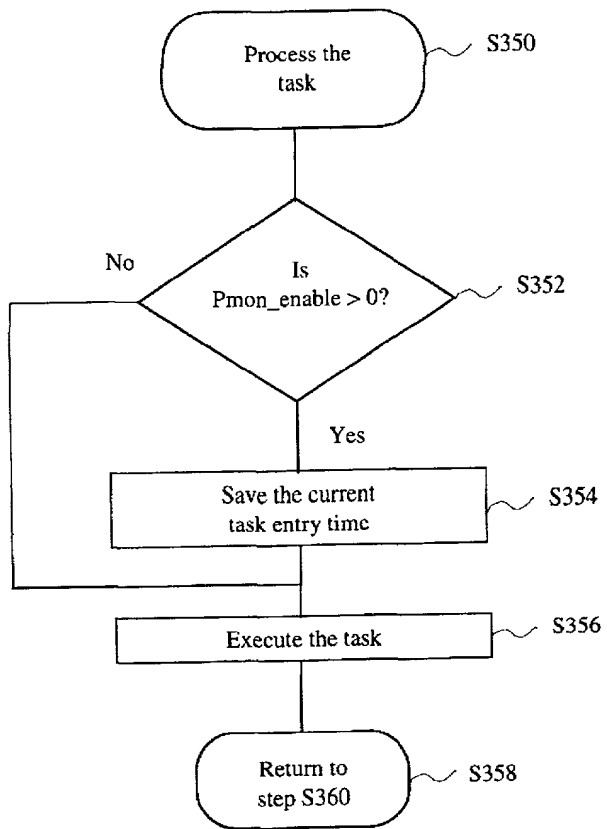 Process the
task
S350
No
Is
Pmon_enable > 0?
S352
Yes
Save the current
task entry time
S354
Execute the task
S356
Return to
step S360
S358